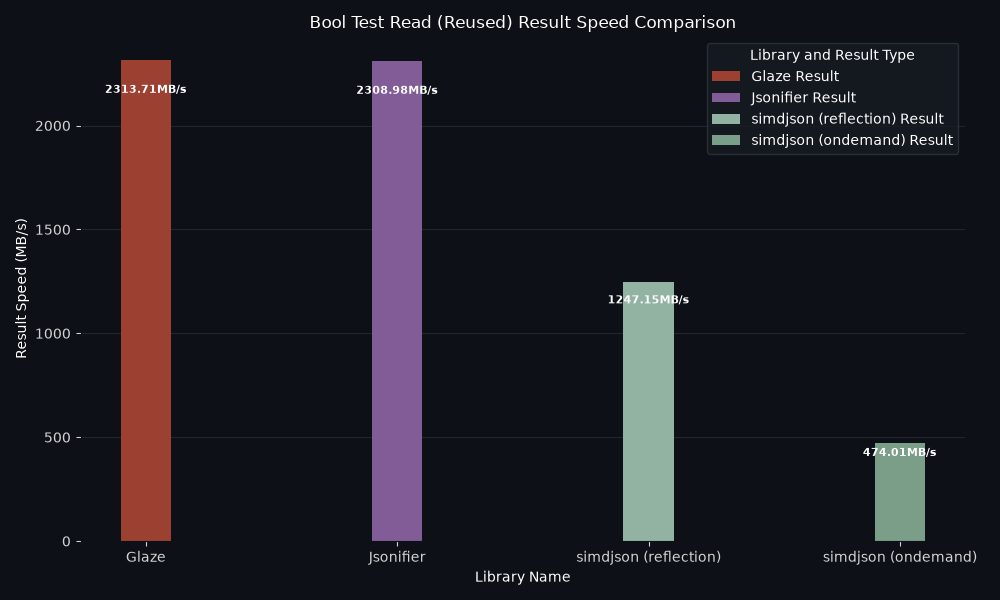 Bool Test Read (Reused) Result Speed Comparison
Library and Result Type
Glaze Result
Jsonifier Result
simdjson (reflection) Result
simdjson (ondemand) Result
2313.71MB/s
2308.98MB/s
1247.15MB/s
474.01MB/s
Result Speed (MB/s)
2000
1500
1000
500
0
Glaze
Jsonifier
simdjson (reflection)
simdjson (ondemand)
Library Name